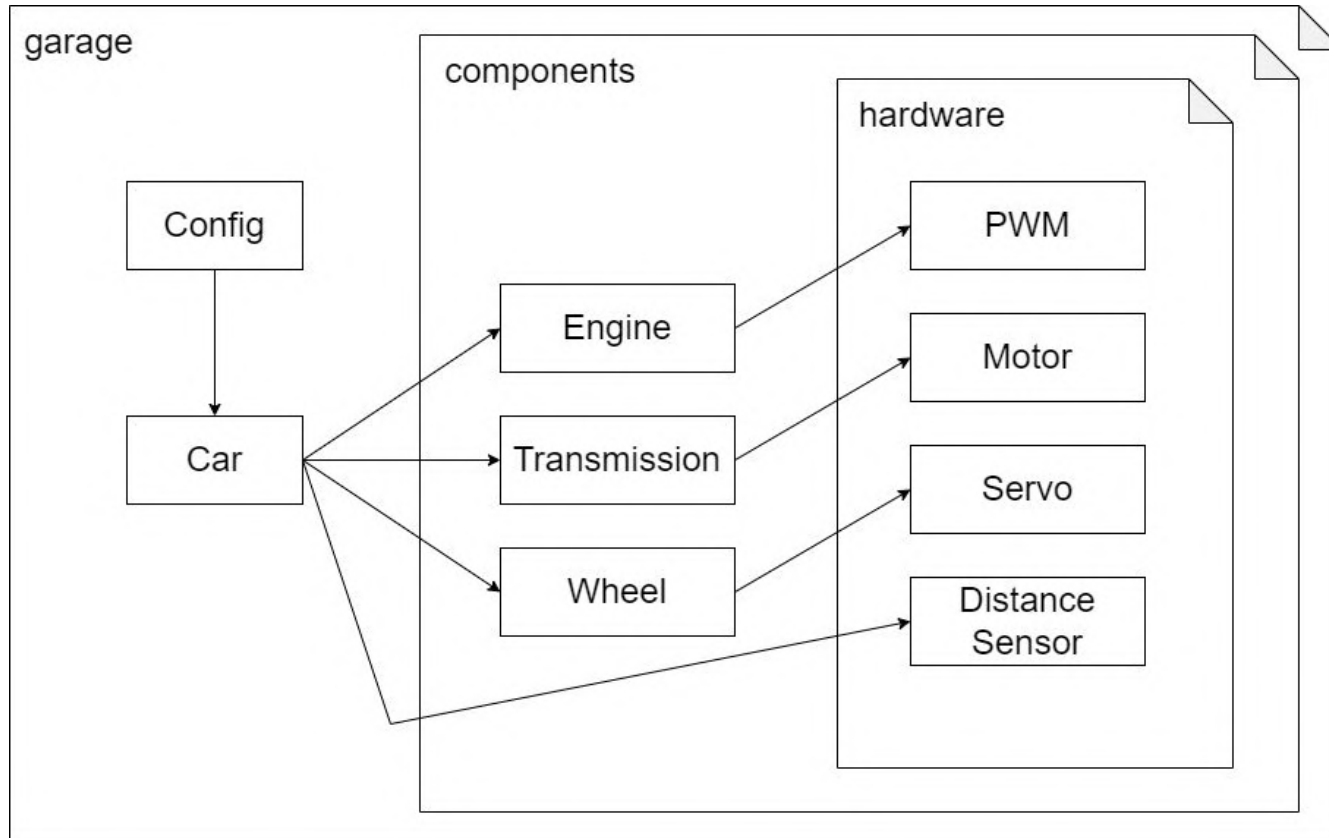 garage
components
hardware
Config
PWM
Engine
Motor
Car
Transmission
Servo
Wheel
Distance
Sensor